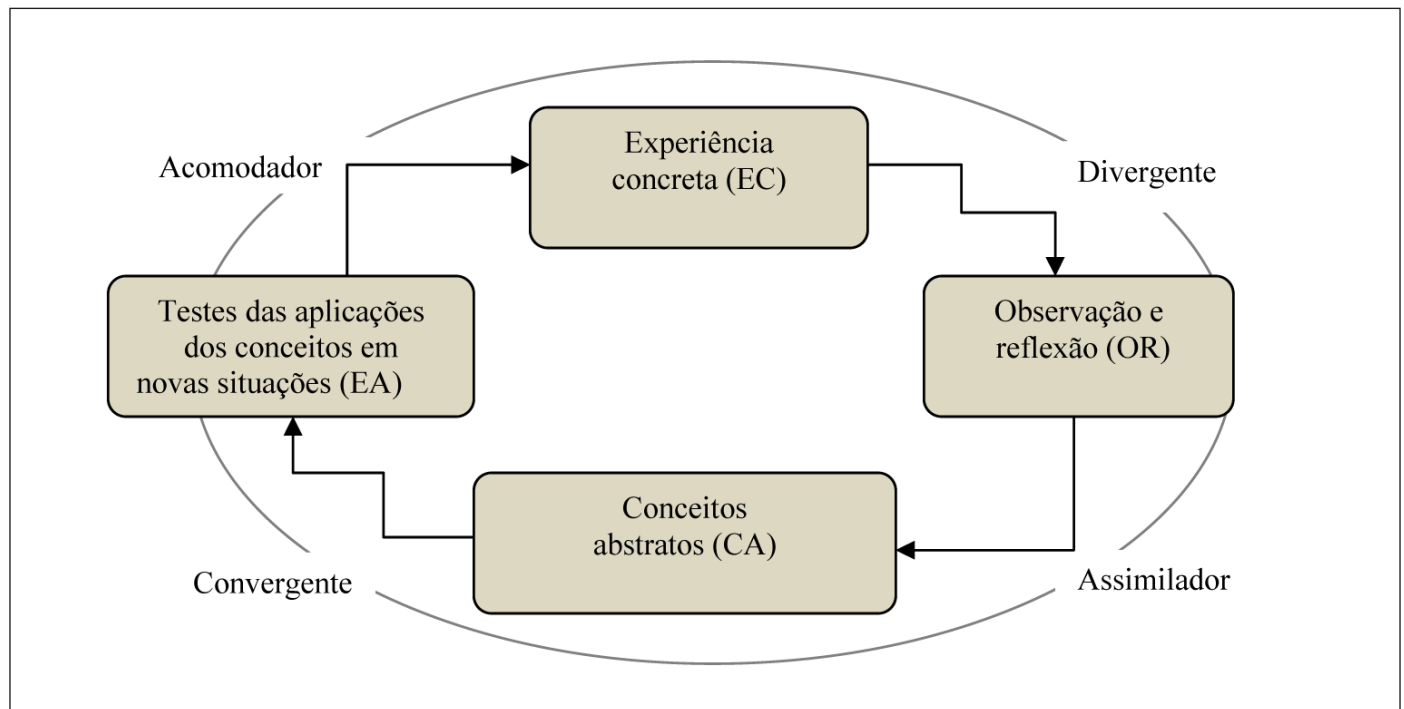 Experiência
concreta (EC)
Acomodador
Divergente
Testes das aplicações
dos conceitos em
novas situações (EA)
Observação e
reflexão (OR)
Conceitos
abstratos (CA)
Convergente
Assimilador